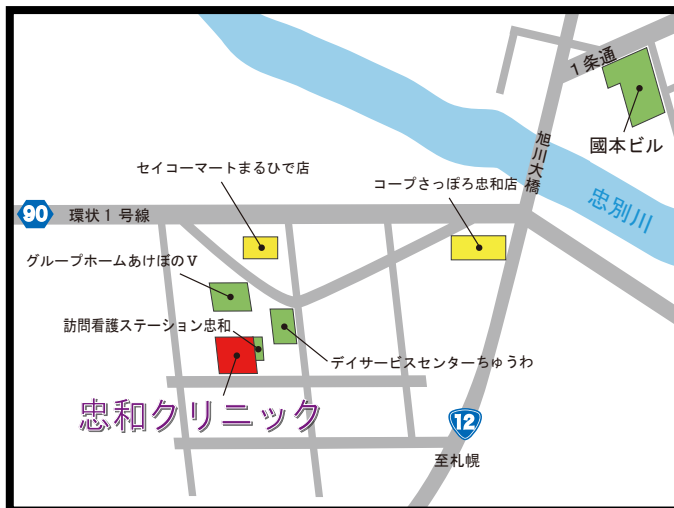 1条通
國本ビル
旭川大橋
セイコーマートまるひで店
コープさっぽろ忠和店
忠別川
90
環状1号線
グループホームあけぼのⅤ
訪問看護ステーション忠和
デイサービスセンターちゅうわ
忠和クリニック
12
至札幌